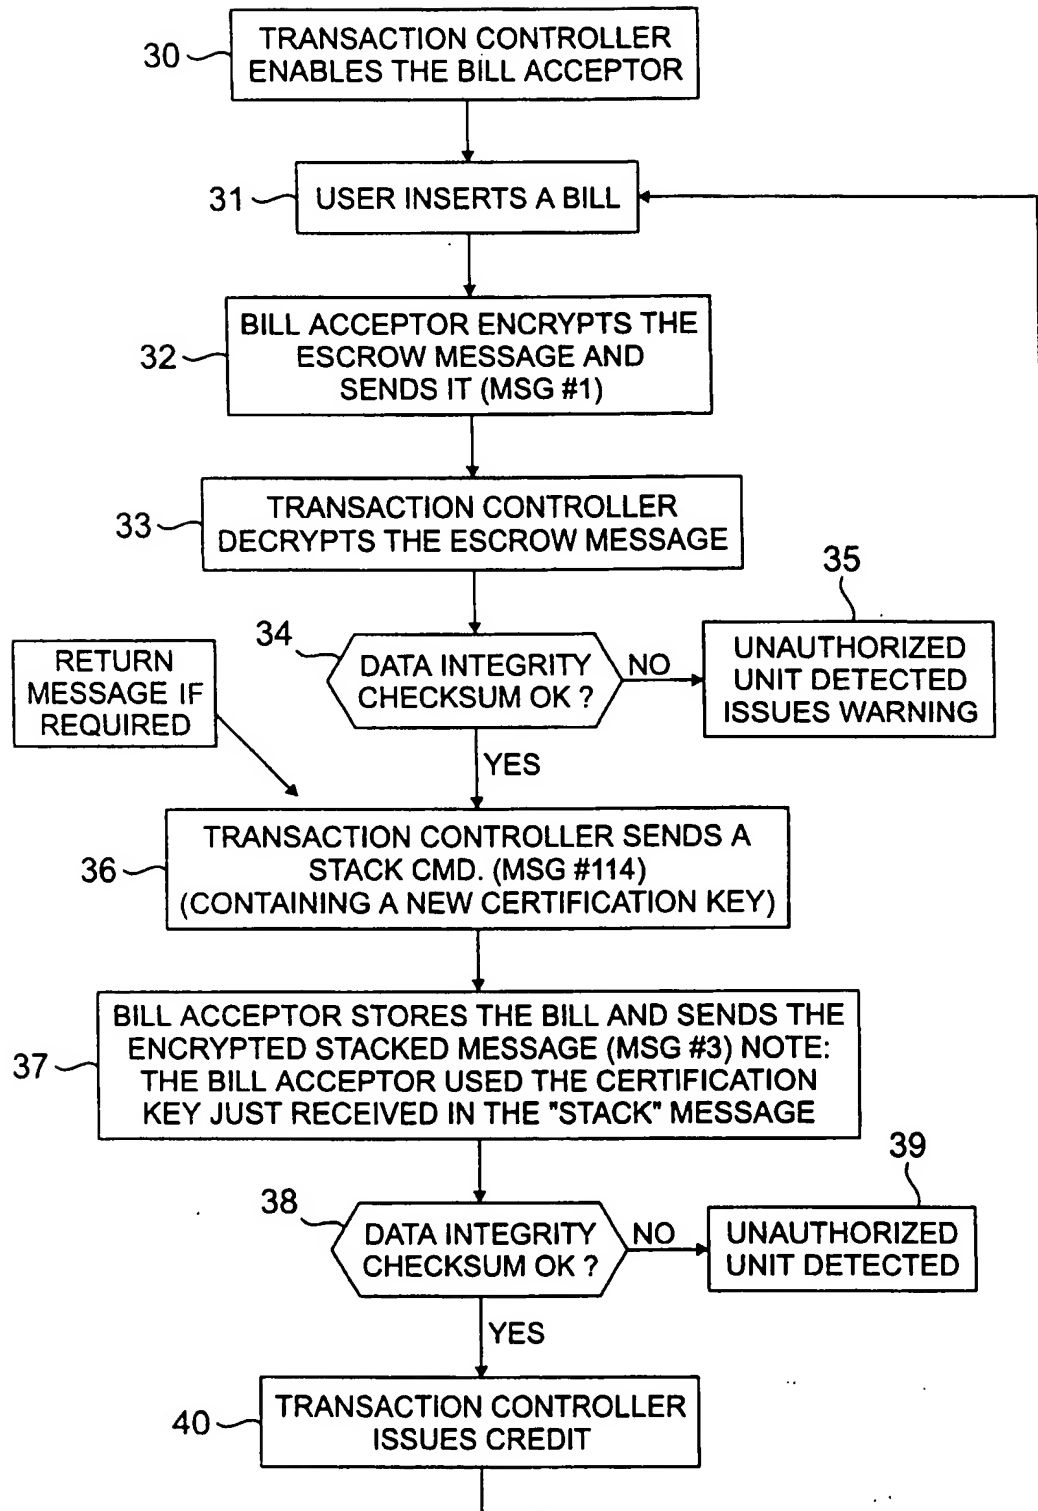 30
TRANSACTION CONTROLLER
ENABLES THE BILL ACCEPTOR
31
USER INSERTS A BILL
32
BILL ACCEPTOR ENCRYPTS THE
ESCROW MESSAGE AND
SENDS IT (MSG #1)
33
TRANSACTION CONTROLLER
DECRYPTS THE ESCROW MESSAGE
34
DATA INTEGRITY
CHECKSUM OK ?
NO
35
UNAUTHORIZED
UNIT DETECTED
ISSUES WARNING
RETURN
MESSAGE IF
REQUIRED
YES
36
TRANSACTION CONTROLLER SENDS A
STACK CMD. (MSG #114)
(CONTAINING A NEW CERTIFICATION KEY)
37
BILL ACCEPTOR STORES THE BILL AND SENDS THE
ENCRYPTED STACKED MESSAGE (MSG #3) NOTE:
THE BILL ACCEPTOR USED THE CERTIFICATION
KEY JUST RECEIVED IN THE "STACK" MESSAGE
38
DATA INTEGRITY
CHECKSUM OK ?
NO
39
UNAUTHORIZED
UNIT DETECTED
YES
40
TRANSACTION CONTROLLER
ISSUES CREDIT